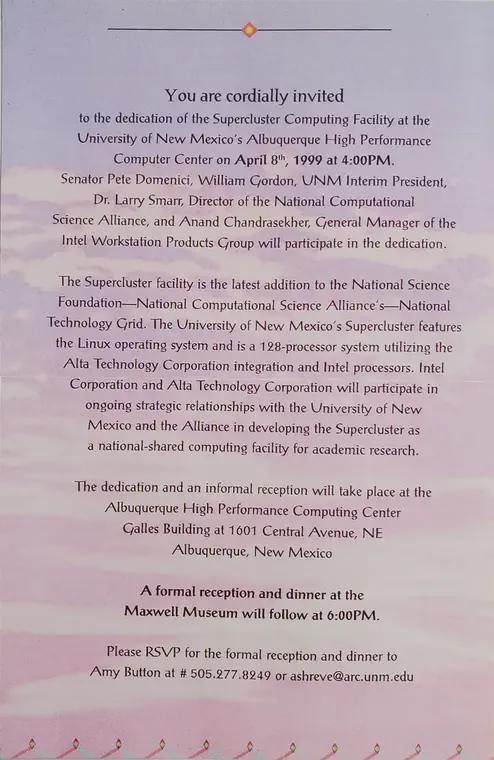 You are cordially invited
to the dedication of the Supercluster Computing Facility at the
University of New Mexico's Albuquerque High Performance
Computer Center on April 8th, 1999 at 4:00PM.
Senator Pete Domenici, William Gordon, UNM Interim President,
Dr. Larry Smarr, Director of the National Computational
Science Alliance, and Anand Chandrasekher, General Manager of the
Intel Workstation Products Group will participate in the dedication.
The Supercluster facility is the latest addition to the National Science
Foundation—National Computational Science Alliance's—National
Technology Grid. The University of New Mexico's Supercluster features
the Linux operating system and is a 128-processor system utilizing the
Alta Technology Corporation integration and Intel processors. Intel
Corporation and Alta Technology Corporation will participate in
ongoing strategic relationships with the University of New
Mexico and the Alliance in developing the Supercluster as
a national-shared computing facility for academic research.
The dedication and an informal reception will take place at the
Albuquerque High Performance Computing Center
Galles Building at 1601 Central Avenue, NE
Albuquerque, New Mexico
A formal reception and dinner at the
Maxwell Museum will follow at 6:00PM.
Please RSVP for the formal reception and dinner to
Amy Button at # 505.277.8249 or ashreve@arc.unm.edu